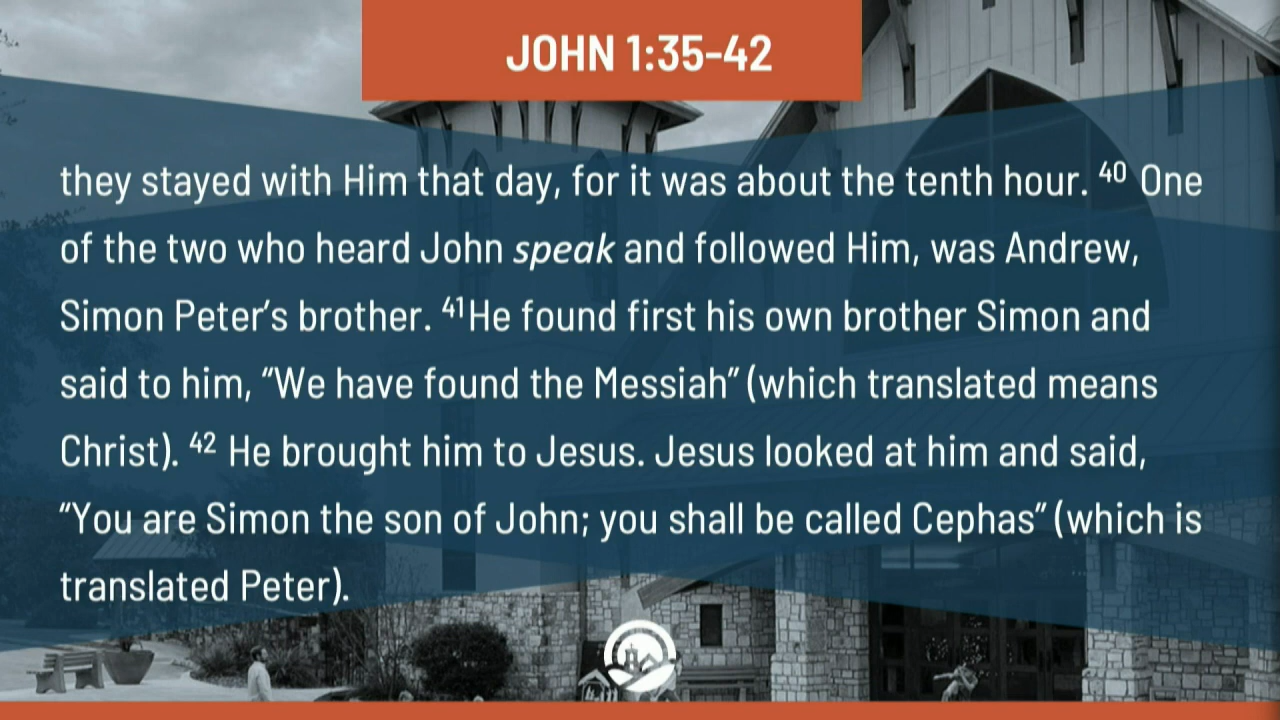 JOHN 1:35-42
they stayed with Him that day, for it was about the tenth hour. 40 One
of the two who heard John speak and followed Him, was Andrew,
Simon Peter’s brother. 41He found first his own brother Simon and
said to him, “We have found the Messiah” (which translated means
Christ). 42 He brought him to Jesus. Jesus looked at him and said,
“You are Simon the son of John; you shall be called Cephas” (which is
translated Peter).